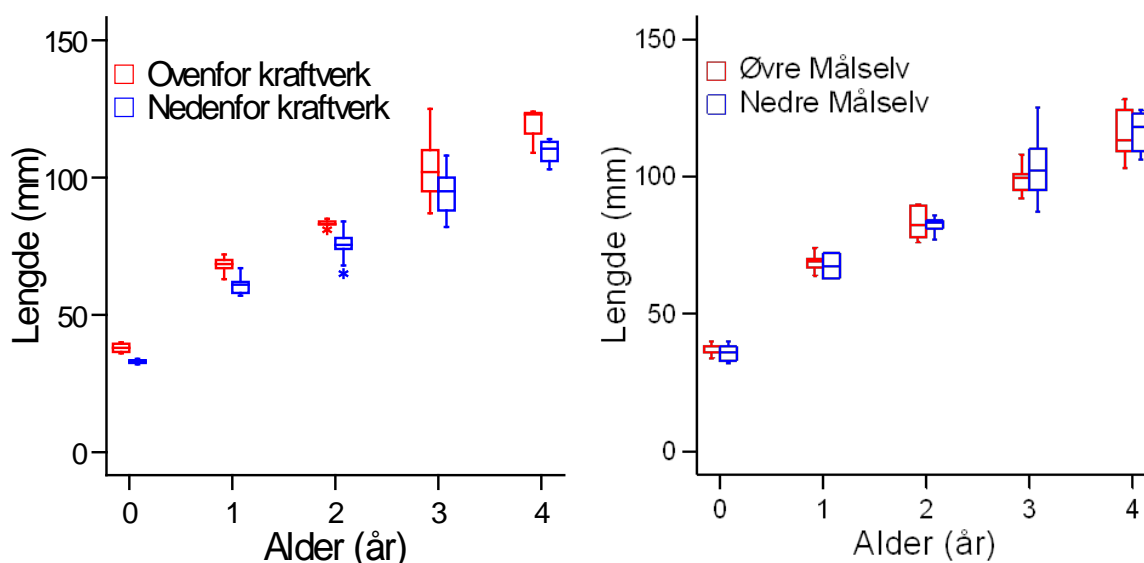 150
100
50
0
Lengde (mm)
Ovenfor kraftverk
Nedenfor kraftverk
0 1 2 3 4
Alder (år)
150
100
50
0
Lengde (mm)
Øvre Målselv
Nedre Målselv
0 1 2 3 4
Alder (år)